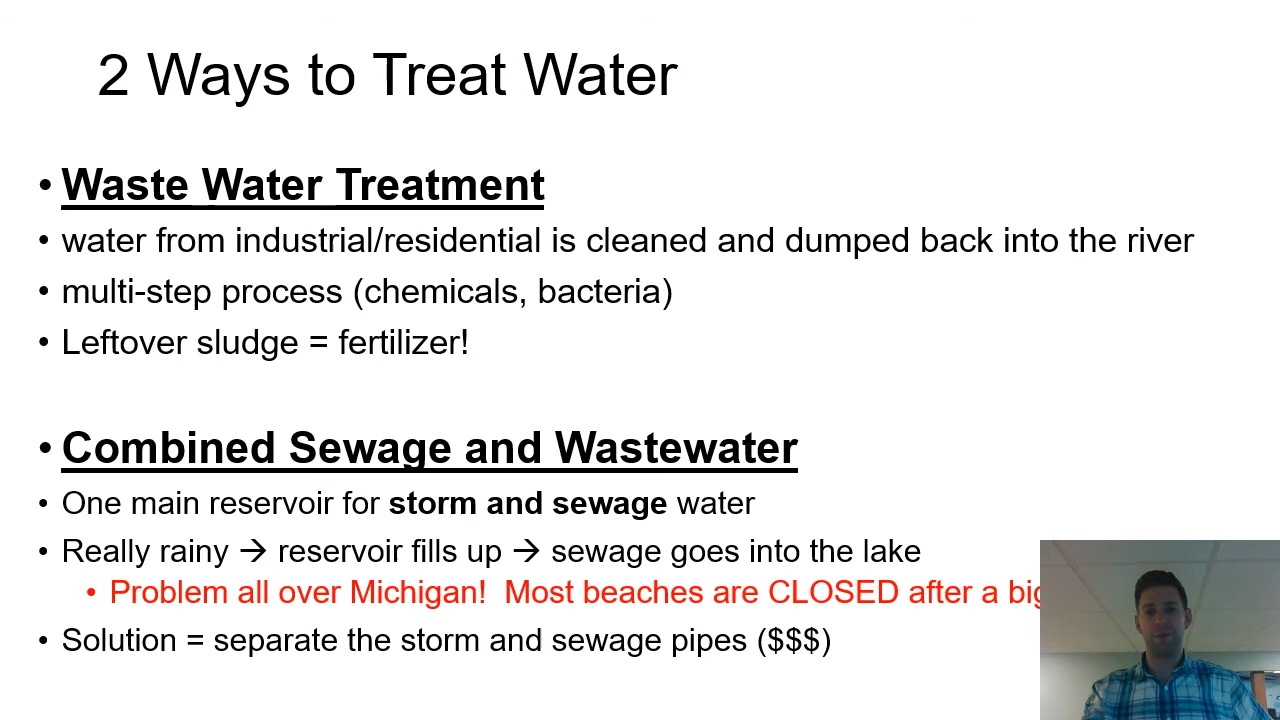 2 Ways to Treat Water
• Waste Water Treatment
• water from industrial/residential is cleaned and dumped back into the river
• multi-step process (chemicals, bacteria)
• Leftover sludge = fertilizer!
• Combined Sewage and Wastewater
• One main reservoir for storm and sewage water
• Really rainy → reservoir fills up → sewage goes into the lake
• Problem all over Michigan!  Most beaches are CLOSED after a
• Solution = separate the storm and sewage pipes ($$$)